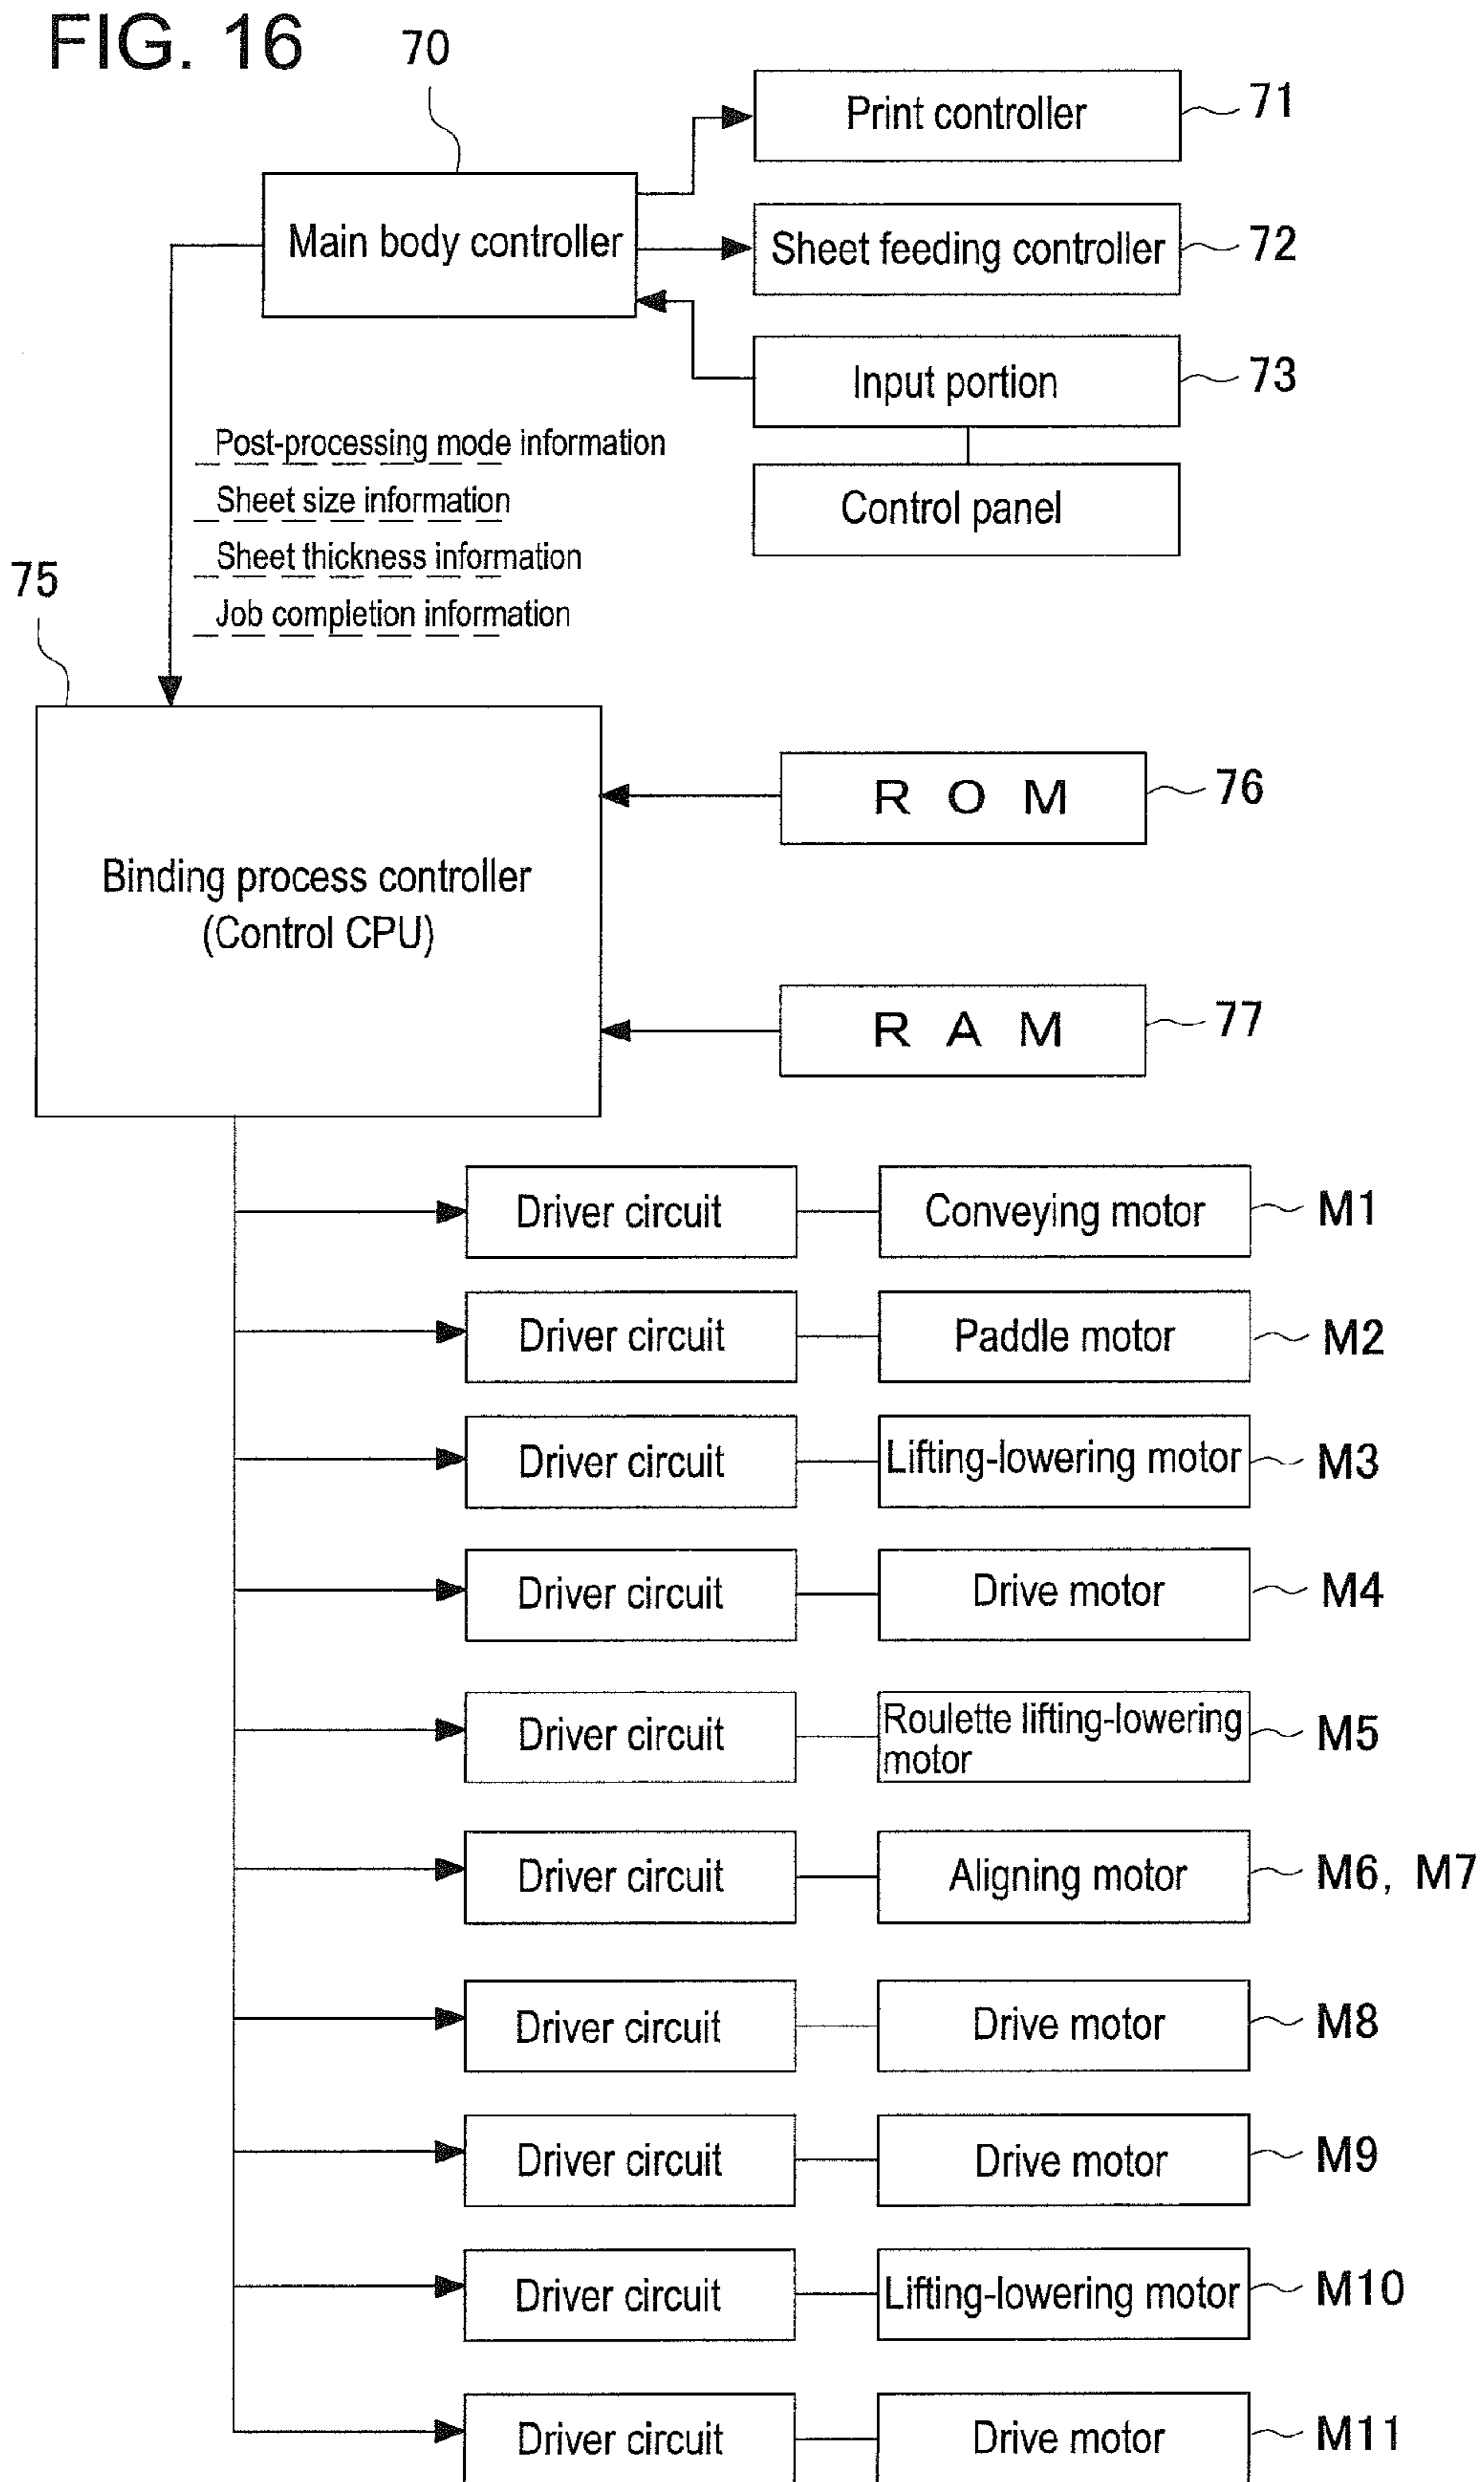 FIG. 16
70
Print controller
71
Main body controller
Sheet feeding controller
72
Input portion
73
Control panel
Post-processing mode information
Sheet size information
Sheet thickness information
Job completion information
75
Binding process controller
(Control CPU)
R O M
76
R A M
77
Driver circuit
Conveying motor
M1
Driver circuit
Paddle motor
M2
Driver circuit
Lifting-lowering motor
M3
Driver circuit
Drive motor
M4
Driver circuit
Roulette lifting-lowering
motor
M5
Driver circuit
Aligning motor
M6, M7
Driver circuit
Drive motor
M8
Driver circuit
Drive motor
M9
Driver circuit
Lifting-lowering motor
M10
Driver circuit
Drive motor
M11